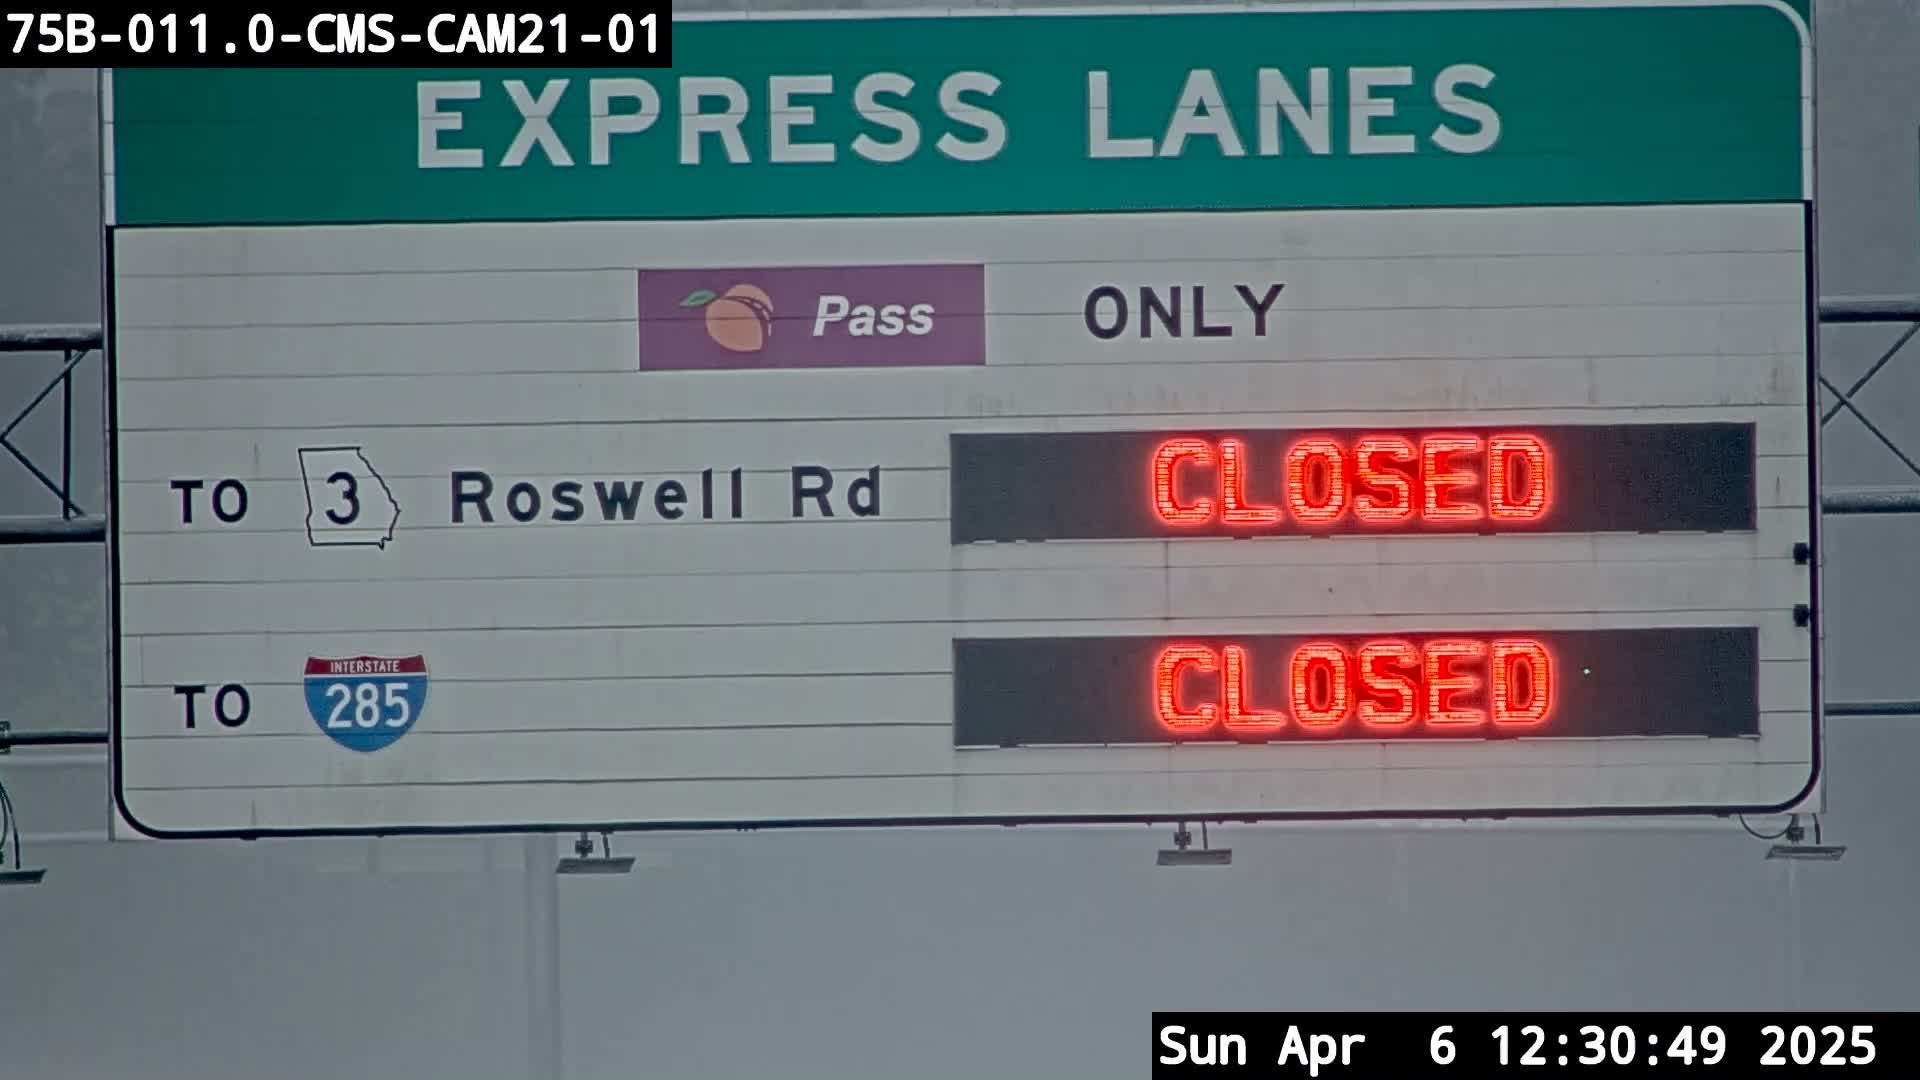 75B-011.0-CMS-CAM21-01
EXPRESS LANES
Pass ONLY
TO 3 Roswell Rd CLOSED
TO INTERSTATE 285 CLOSED
Sun Apr 6 12:30:49 2025